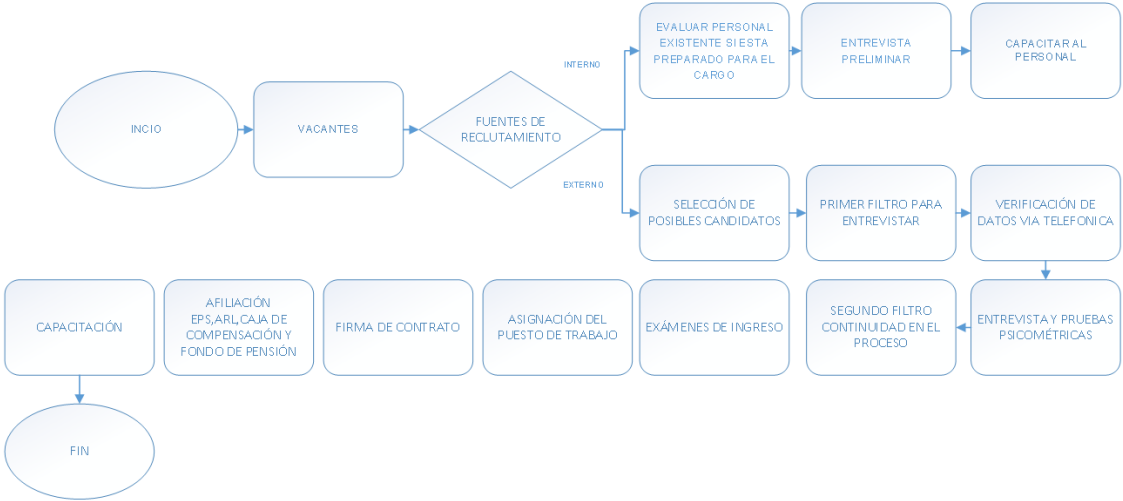 EVALUAR PERSONAL
EXISTENTE SI ESTA
PREPARADO PARA EL
CARGO
ENTREVISTA
PRELIMINAR
CAPACITAR AL
PERSONAL
INTERNO
INCIO
VACANTES
FUENTES DE
RECLUTAMIENTO
EXTERNO
SELECCIÓN DE
POSIBLES CANDIDATOS
PRIMER FILTRO PARA
ENTREVISTAR
VERIFICACIÓN DE
DATOS VIA TELEFONICA
CAPACITACIÓN
AFILIACIÓN
EPS,ARL,CAJA DE
COMPENSACIÓN Y
FONDO DE PENSIÓN
FIRMA DE CONTRATO
ASIGNACIÓN DEL
PUESTO DE TRABAJO
EXÁMENES DE INGRESO
SEGUNDO FILTRO
CONTINUIDAD EN EL
PROCESO
ENTREVISTA Y PRUEBAS
PSICOMÉTRICAS
FIN